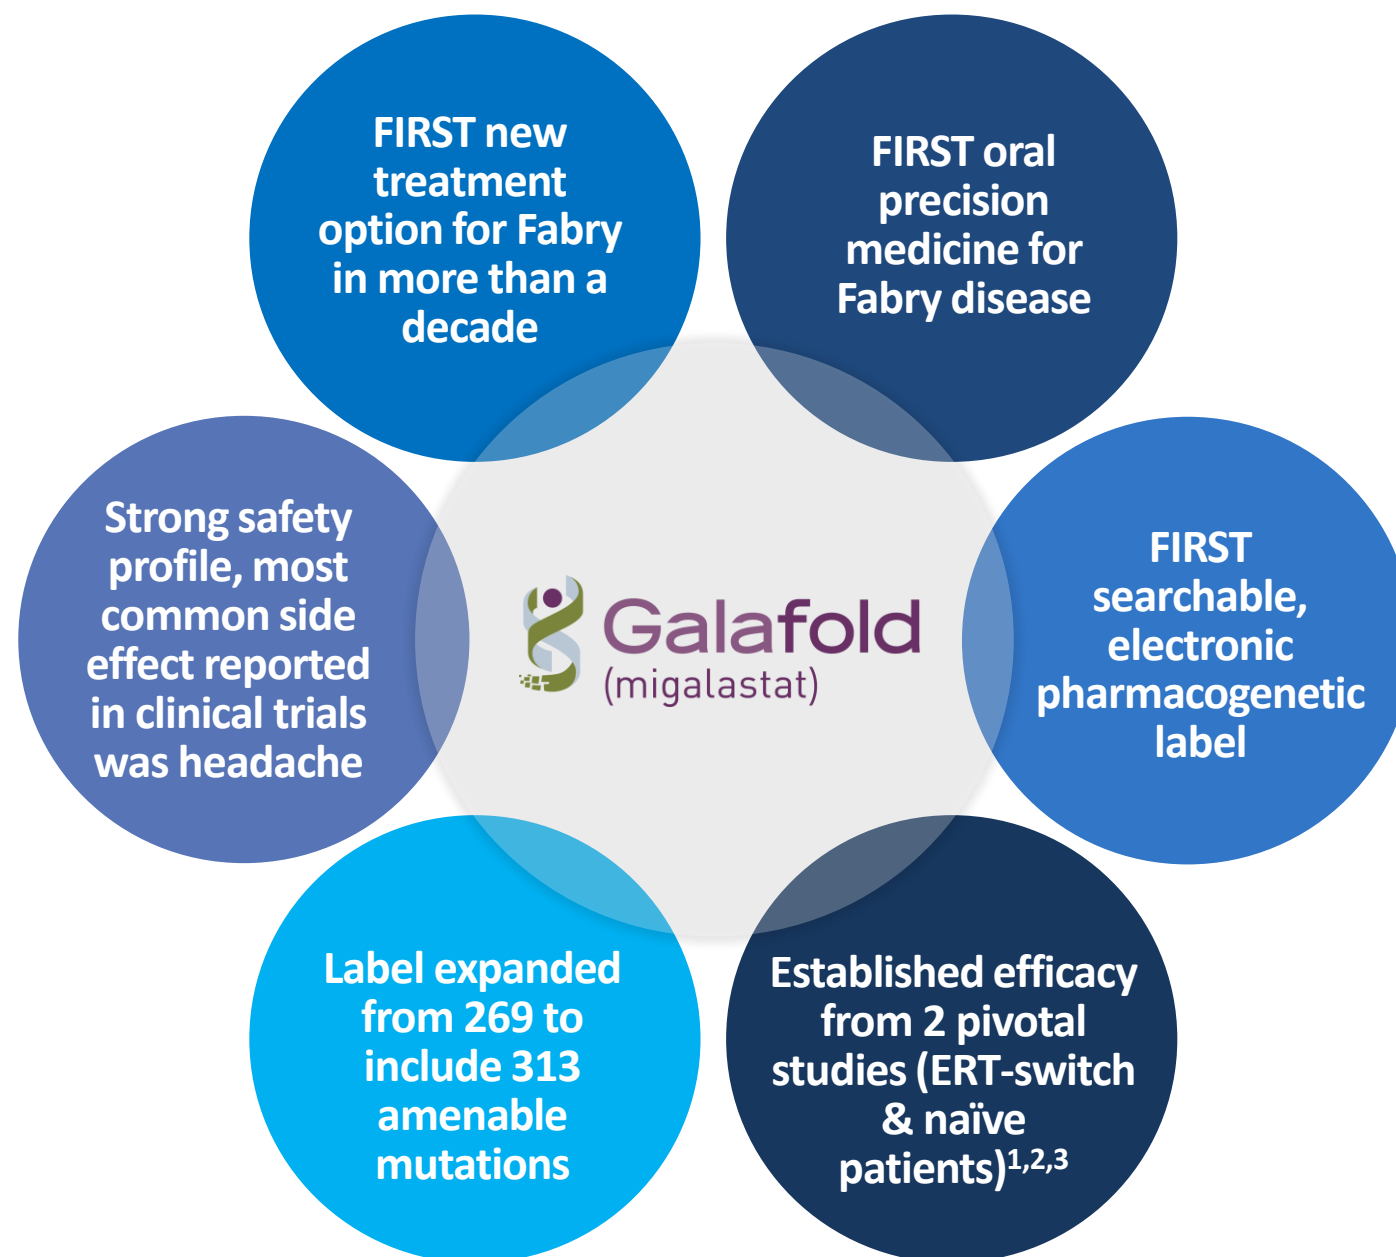 FIRST new
treatment
option for Fabry
in more than a
decade
FIRST oral
precision
medicine for
Fabry disease
Strong safety
profile, most
common side
effect reported
in clinical trials
was headache
Galafold
(migalastat)
FIRST
searchable,
electronic
pharmacogenetic
label
Label expanded
from 269 to
include 313
amenable
mutations
Established efficacy
from 2 pivotal
studies (ERT-switch
& naïve
patients)1,2,3